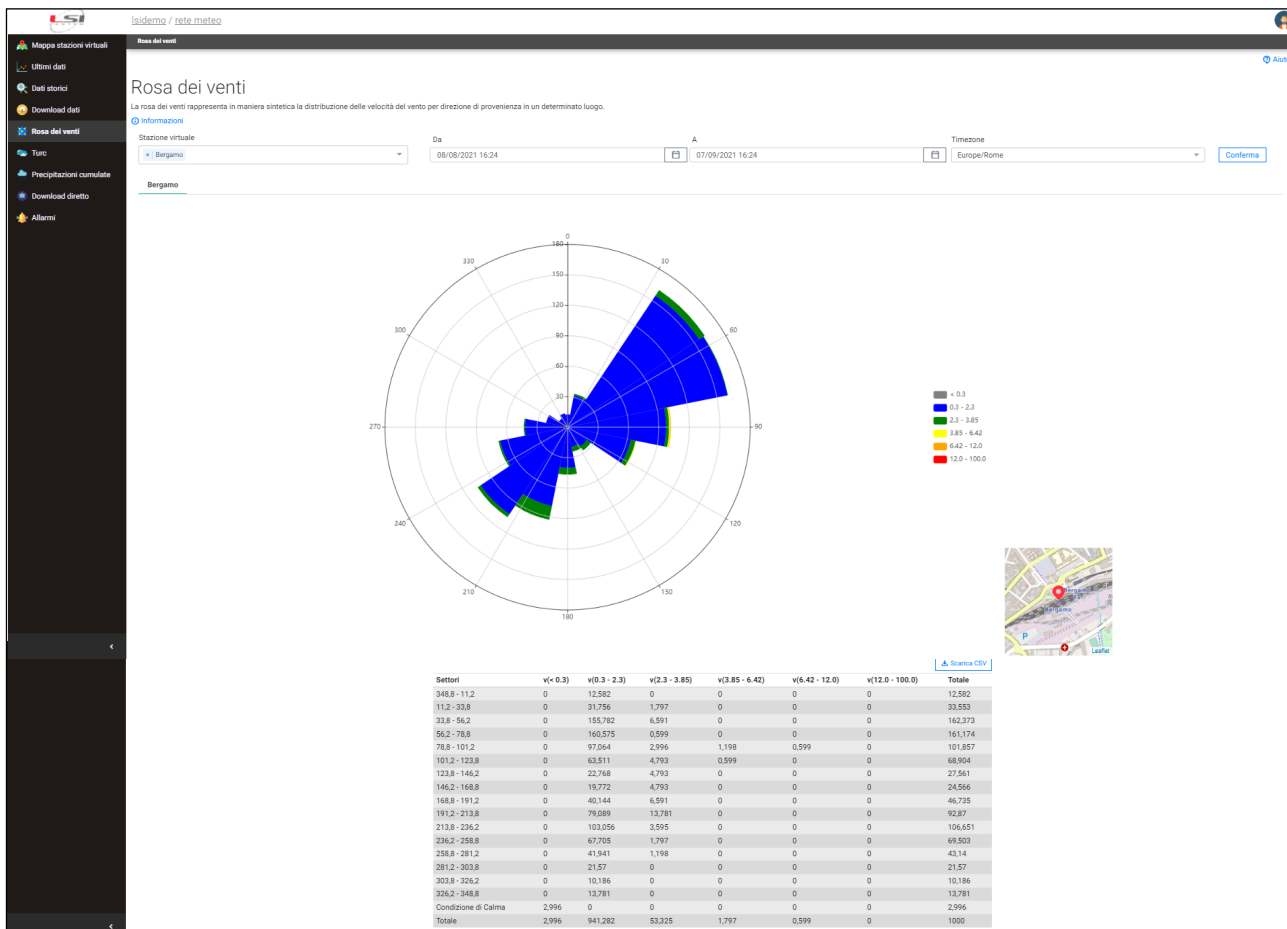 LSI
lsidemo / rete meteo
Mappa stazioni virtuali
Ultimi dati
Dati storici
Download dati
Rosa dei venti
Turc
Precipitazioni cumulate
Download diretto
Allarmi
Rosa dei venti
Rosa dei venti
La rosa dei venti rappresenta in maniera sintetica la distribuzione delle velocità del vento per direzione di provenienza in un determinato luogo.
Informazioni
Stazione virtuale Da A Timezone
× Bergamo 08/08/2021 16:24 07/09/2021 16:24 Europe/Rome Conferma
Bergamo
0
180
330
150
120
300 60
90
60
30
270 90
240 120
210 150
180
< 0.3
0.3 - 2.3
2.3 - 3.85
3.85 - 6.42
6.42 - 12.0
12.0 - 100.0
Bergamo
Bergamo
P
Leaflet
Scarica CSV
Settori v(< 0.3) v(0.3 - 2.3) v(2.3 - 3.85) v(3.85 - 6.42) v(6.42 - 12.0) v(12.0 - 100.0) Totale
348,8 - 11,2 0 12,582 0 0 0 0 12,582
11,2 - 33,8 0 31,756 1,797 0 0 0 33,553
33,8 - 56,2 0 155,782 6,591 0 0 0 162,373
56,2 - 78,8 0 160,575 0,599 0 0 0 161,174
78,8 - 101,2 0 97,064 2,996 1,198 0,599 0 101,857
101,2 - 123,8 0 63,511 4,793 0,599 0 0 68,904
123,8 - 146,2 0 22,768 4,793 0 0 0 27,561
146,2 - 168,8 0 19,772 4,793 0 0 0 24,566
168,8 - 191,2 0 40,144 6,591 0 0 0 46,735
191,2 - 213,8 0 79,089 13,781 0 0 0 92,87
213,8 - 236,2 0 103,056 3,595 0 0 0 106,651
236,2 - 258,8 0 67,705 1,797 0 0 0 69,503
258,8 - 281,2 0 41,941 1,198 0 0 0 43,14
281,2 - 303,8 0 21,57 0 0 0 0 21,57
303,8 - 326,2 0 10,186 0 0 0 0 10,186
326,2 - 348,8 0 13,781 0 0 0 0 13,781
Condizione di Calma 2,996 0 0 0 0 0 2,996
Totale 2,996 941,282 53,325 1,797 0,599 0 1000